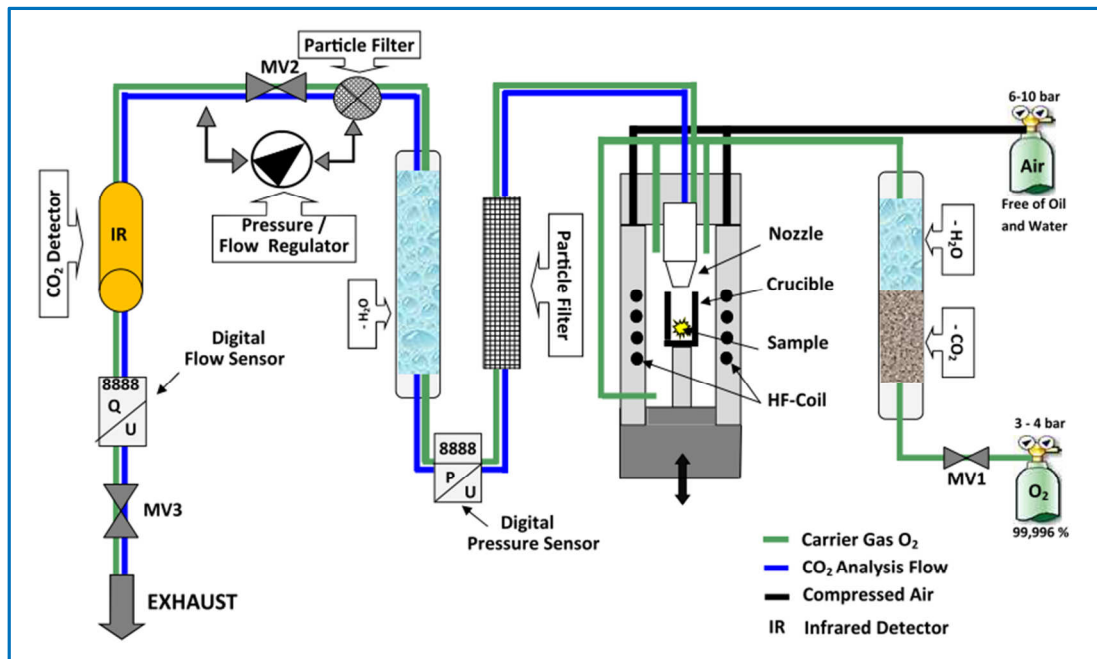 Particle Filter
MV2
6-10 bar
Air
Free of Oil
and Water
CO₂ Detector
IR
Pressure /
Flow Regulator
- H₂O
Particle Filter
Nozzle
Crucible
Sample
HF-Coil
- H₂O
- CO₂
Digital
Flow Sensor
8888
Q
U
8888
P
U
3 - 4 bar
MV1
O₂
99,996 %
MV3
Digital
Pressure Sensor
EXHAUST
Carrier Gas O₂
CO₂ Analysis Flow
Compressed Air
IR Infrared Detector